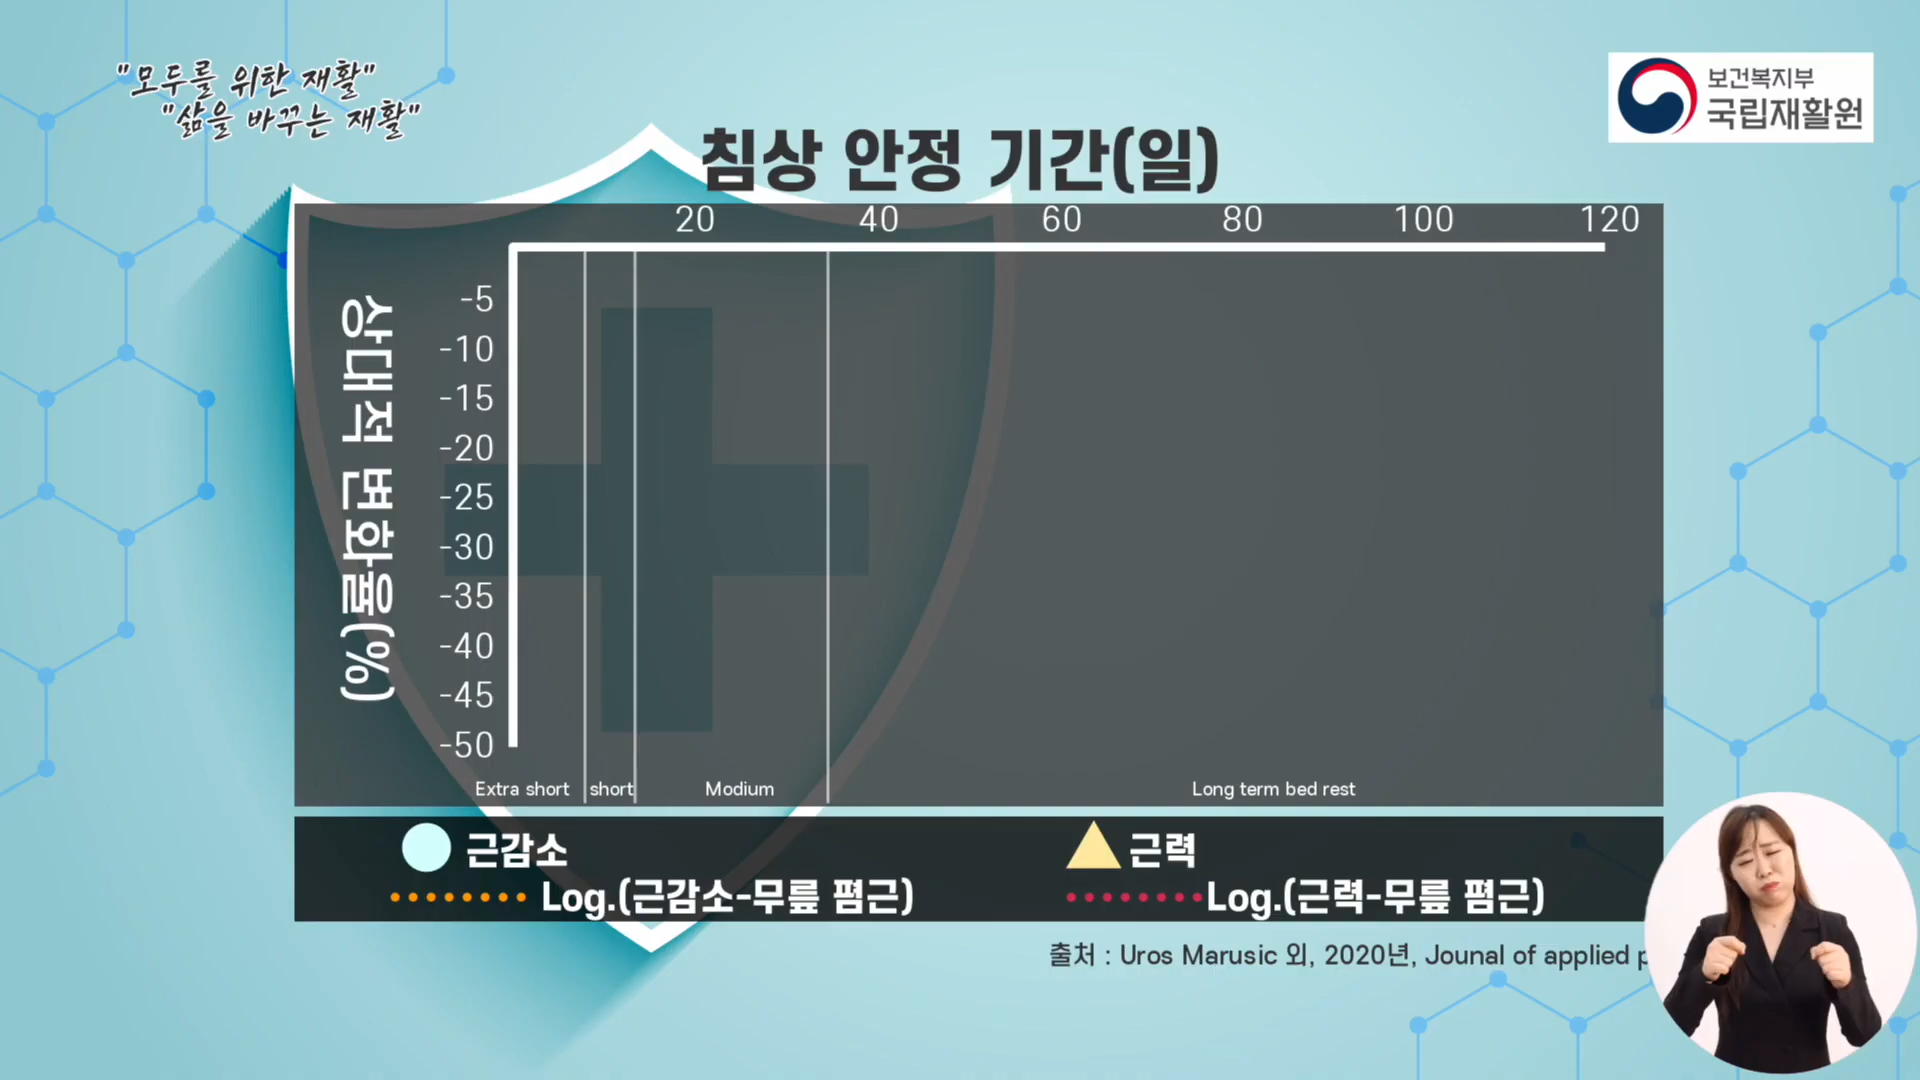 "모두를 위한 재활"
"삶을 바꾸는 재활"
보건복지부
국립재활원
침상 안정 기간(일)
20 40 60 80 100 120
상대적 변화율(%)
-5
-10
-15
-20
-25
-30
-35
-40
-45
-50
Extra short short Modium Long term bed rest
근감소 근력
Log.(근감소-무릎 폄근) Log.(근력-무릎 폄근)
출처 : Uros Marusic 외, 2020년, Jounal of applied